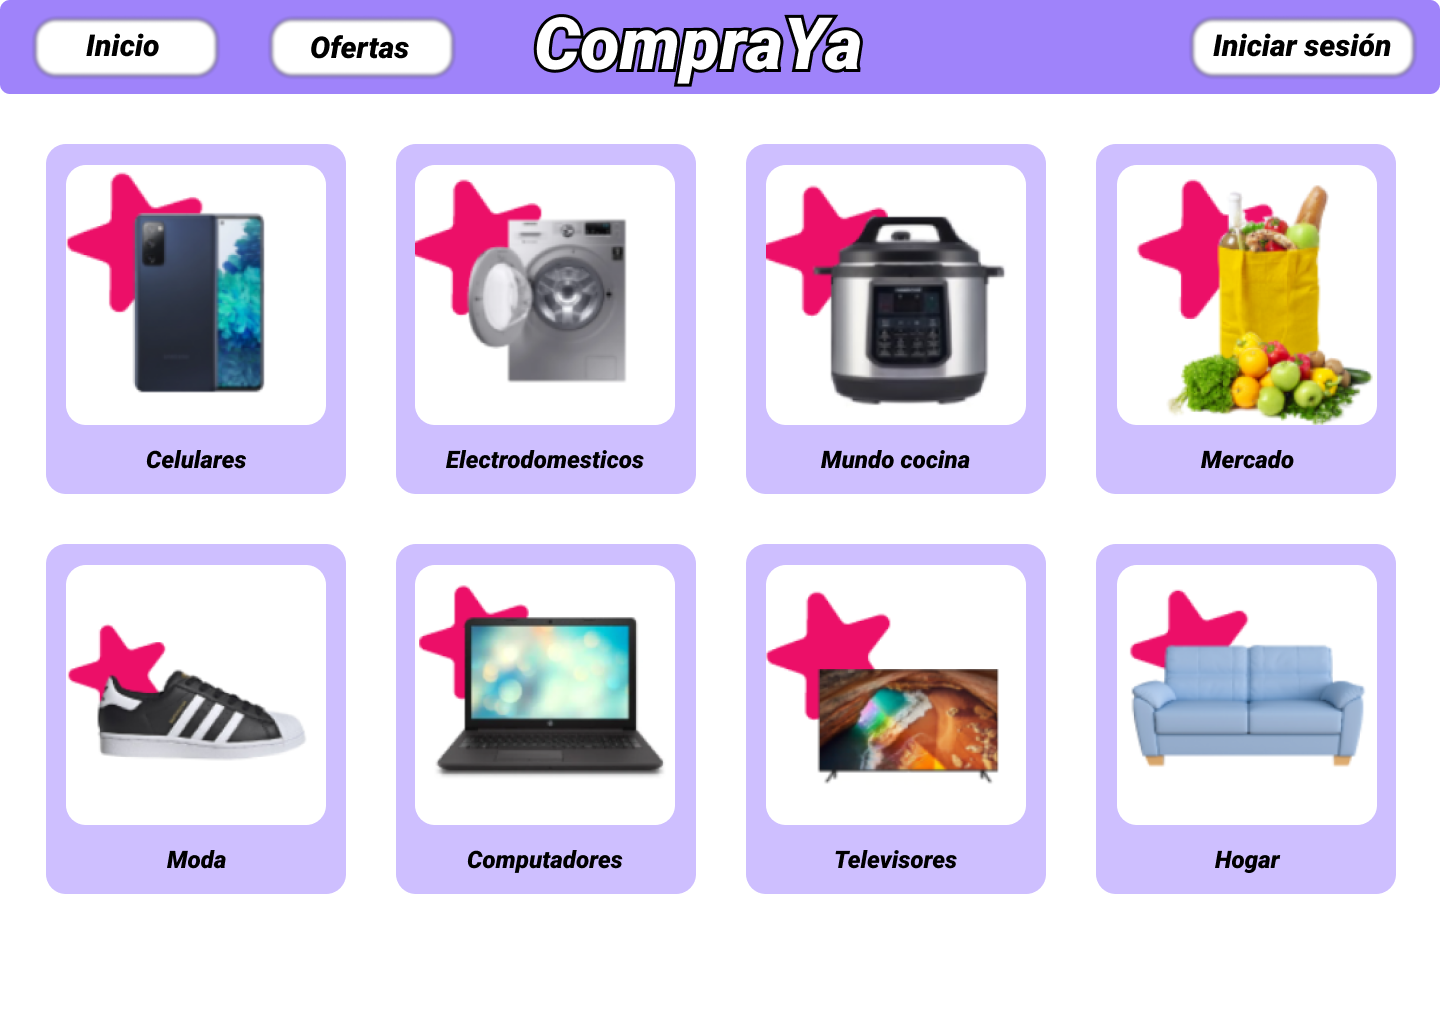 Inicio
Ofertas
CompraYa
Iniciar sesión
Celulares
Electrodomesticos
Mundo cocina
Mercado
Moda
Computadores
Televisores
Hogar